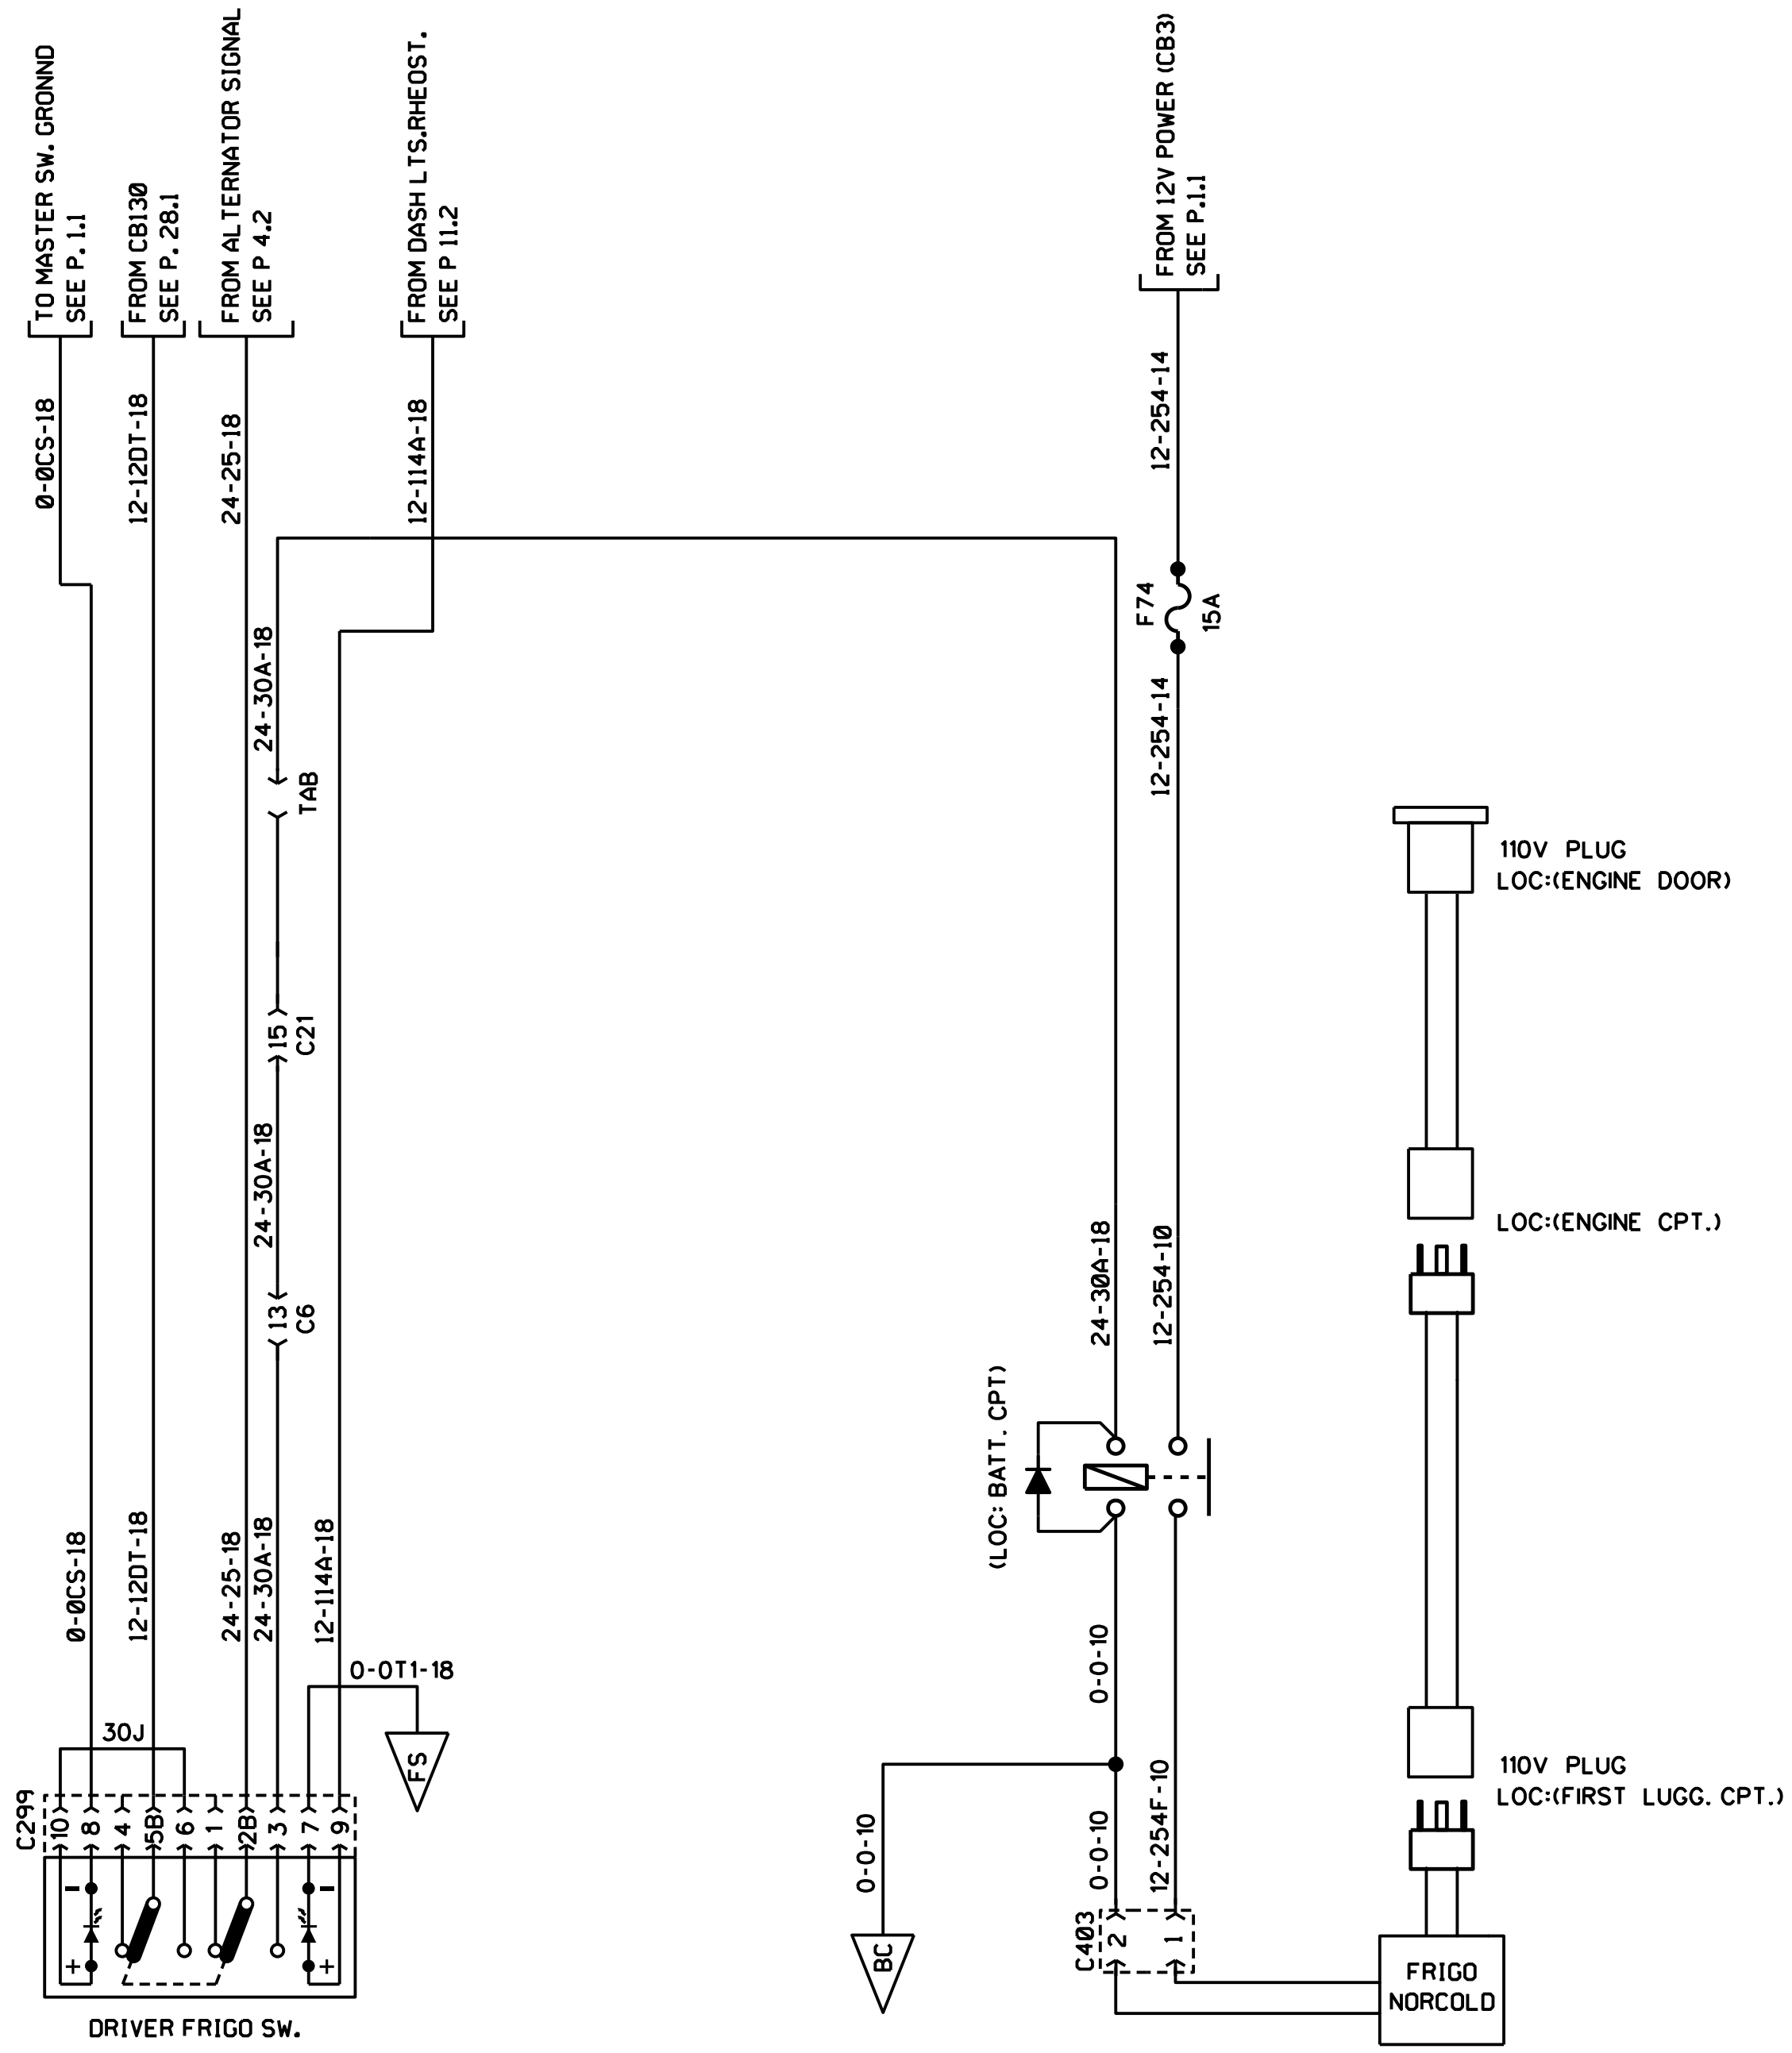 TO MASTER SW. GRONND
SEE P. 1.1
FROM CB130
SEE P. 28.1
FROM ALTERNATOR SIGNAL
SEE P 4.2
FROM DASH LTS.RHEOST.
SEE P 11.2
FROM 12V POWER (CB3)
SEE P.1.1
0-0CS-18
12-12DT-18
24-25-18
12-114A-18
12-254-14
F74
15A
24-30A-18
12-254-14
TAB
110V PLUG
LOC:(ENGINE DOOR)
15
C21
24-30A-18
24-30A-18
12-254-10
LOC:(ENGINE CPT.)
13
C6
(LOC: BATT. CPT)
0-0CS-18
12-12DT-18
24-25-18
24-30A-18
12-114A-18
0-0T1-18
0-0-10
30J
FS
110V PLUG
LOC:(FIRST LUGG. CPT.)
C299
10
8
4
5B
6
1
2B
3
7
9
0-0-10
0-0-10
12-254F-10
- -
+ +
BC
C403
2
1
FRIGO
NORCOLD
DRIVER FRIGO SW.